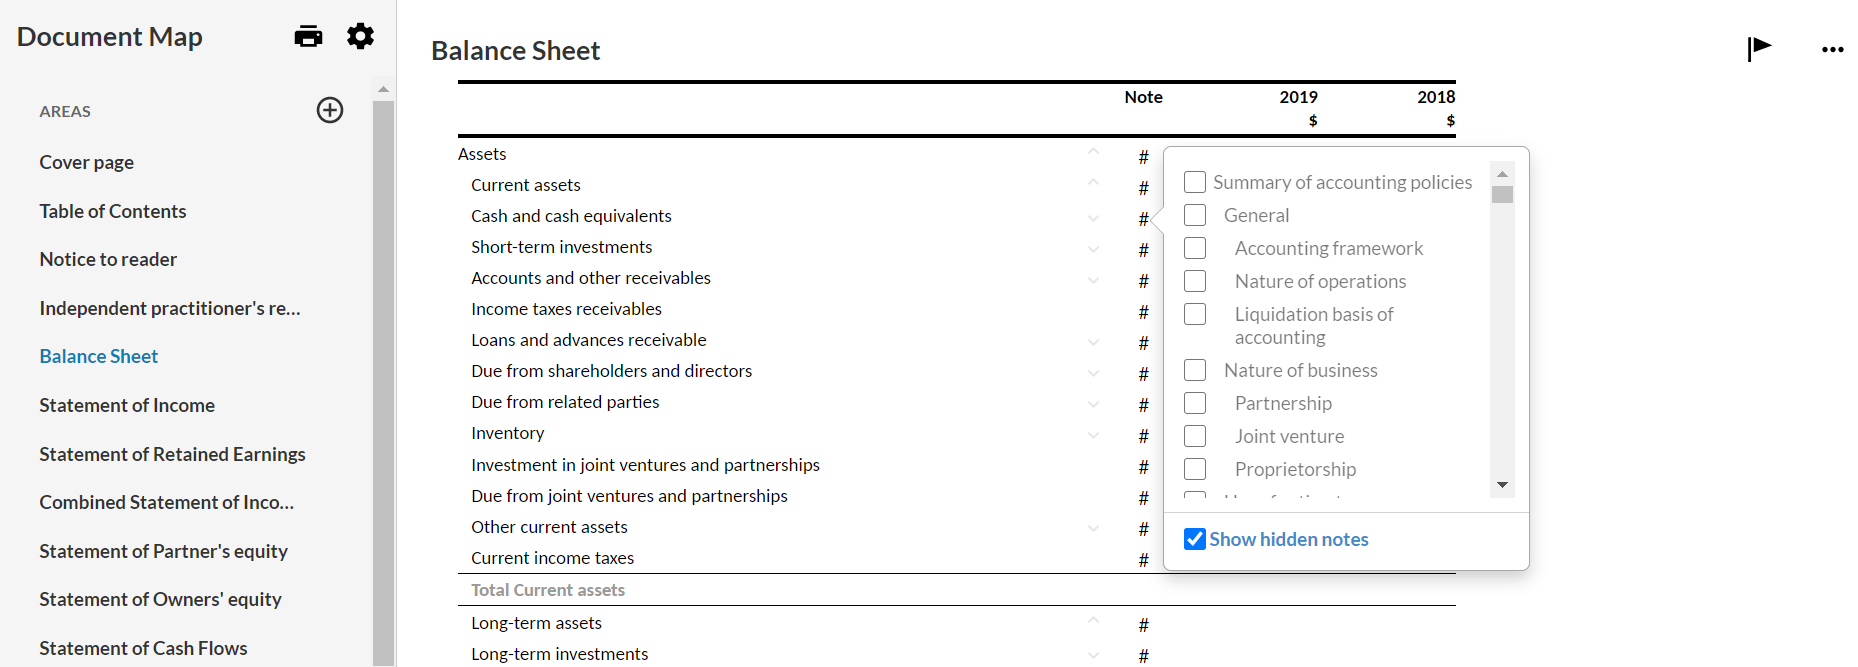 Document Map
AREAS
Cover page
Table of Contents
Notice to reader
Independent practitioner's re...
Balance Sheet
Statement of Income
Statement of Retained Earnings
Combined Statement of Inco...
Statement of Partner's equity
Statement of Owners' equity
Statement of Cash Flows
Balance Sheet
Note 2019 2018
$ $
Assets #
Current assets #
Cash and cash equivalents #
Short-term investments #
Accounts and other receivables #
Income taxes receivables #
Loans and advances receivable #
Due from shareholders and directors #
Due from related parties #
Inventory #
Investment in joint ventures and partnerships #
Due from joint ventures and partnerships #
Other current assets #
Current income taxes #
Total Current assets
Long-term assets #
Long-term investments #
Summary of accounting policies
General
Accounting framework
Nature of operations
Liquidation basis of
accounting
Nature of business
Partnership
Joint venture
Proprietorship
Show hidden notes